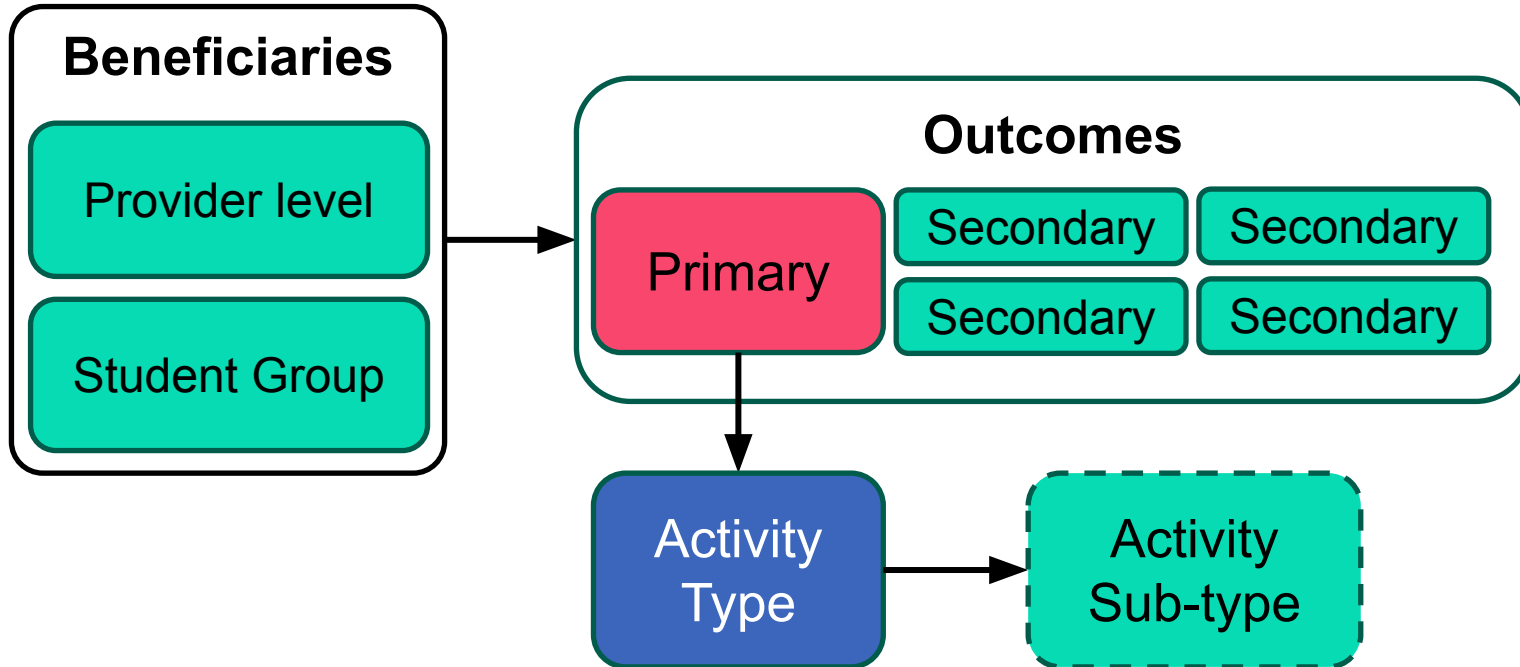 Beneficiaries
Provider level
Student Group
Outcomes
Primary
Secondary
Secondary
Secondary
Secondary
Activity
Type
Activity
Sub-type